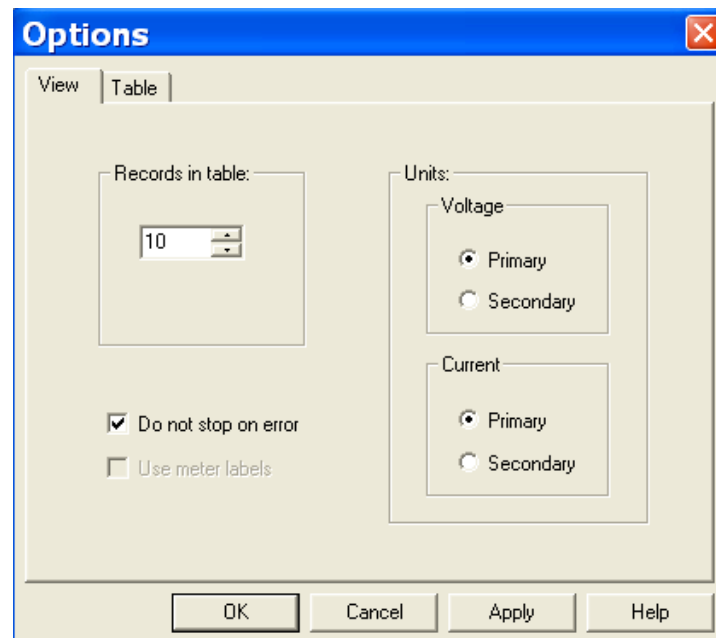 Options
View
Table
Records in table:
10
Do not stop on error
Use meter labels
Units:
Voltage
Primary
Secondary
Current
Primary
Secondary
OK
Cancel
Apply
Help